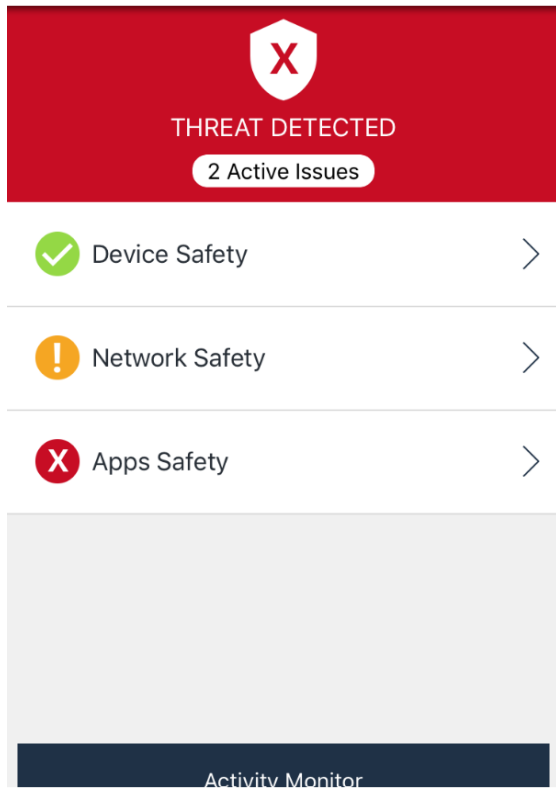 X
THREAT DETECTED
2 Active Issues
Device Safety
! Network Safety
X Apps Safety
Activity Monitor